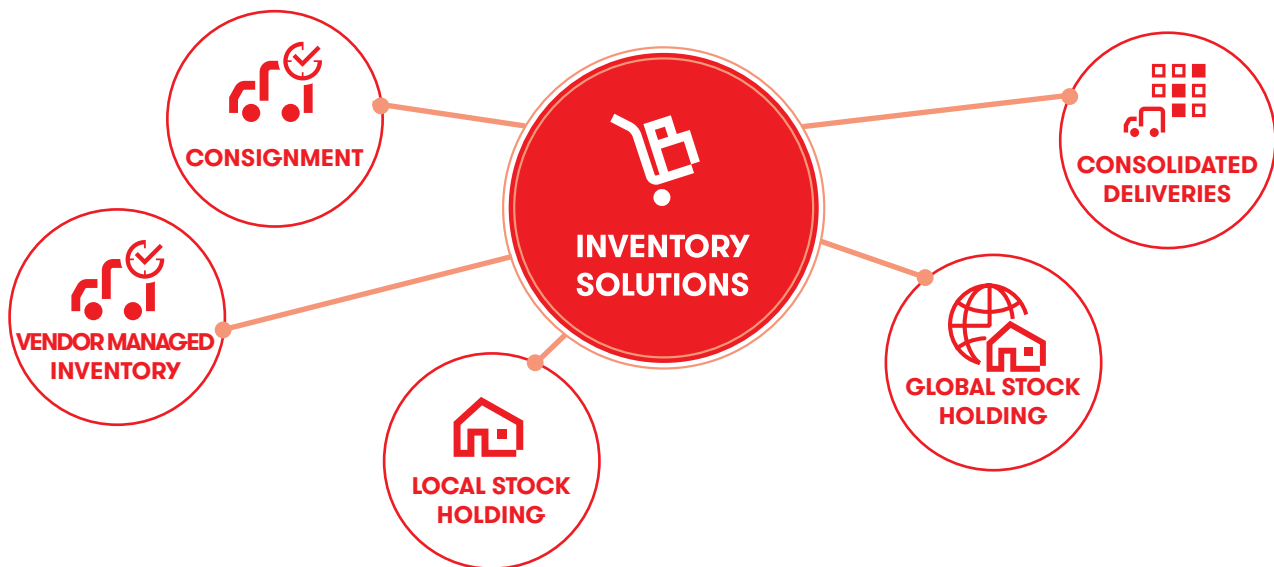 CONSIGNMENT
VENDOR MANAGED
INVENTORY
LOCAL STOCK
HOLDING
INVENTORY
SOLUTIONS
GLOBAL STOCK
HOLDING
CONSOLIDATED
DELIVERIES